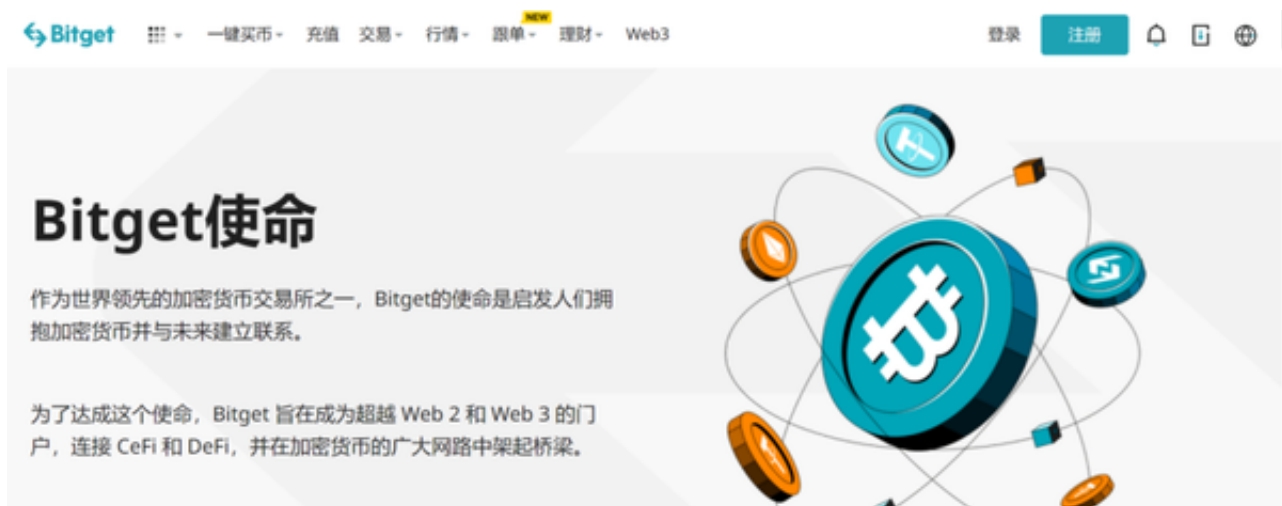 Bitget
一键买币
充值
交易
行情
跟单
NEW
理财
Web3
登录
注册
Bitget使命
作为世界领先的加密货币交易所之一，Bitget的使命是启发人们拥
抱加密货币并与未来建立联系。
为了达成这个使命，Bitget 旨在成为超越 Web 2 和 Web 3 的门
户，连接 CeFi 和 DeFi，并在加密货币的广大网路中架起桥梁。